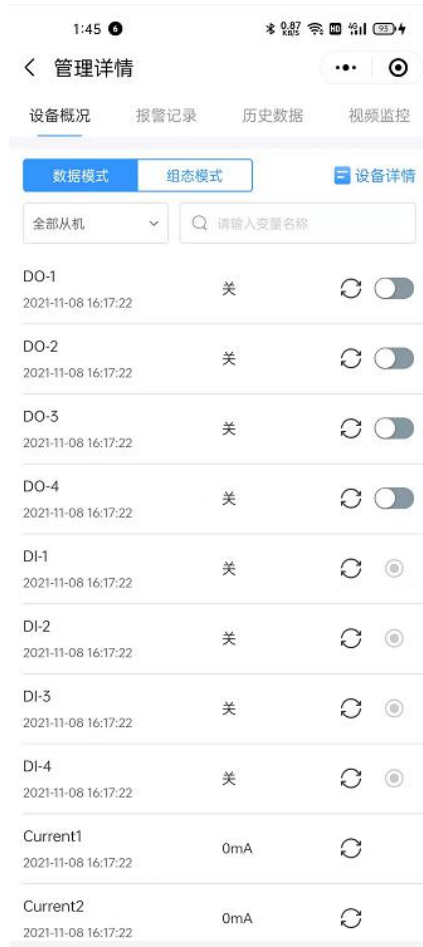 1:45 6 0.87 KB/S HD 4G 93
管理详情
设备概况 报警记录 历史数据 视频监控
数据模式 组态模式 设备详情
全部从机 请输入变量名称
DO-1
2021-11-08 16:17:22
关
DO-2
2021-11-08 16:17:22
关
DO-3
2021-11-08 16:17:22
关
DO-4
2021-11-08 16:17:22
关
DI-1
2021-11-08 16:17:22
关
DI-2
2021-11-08 16:17:22
关
DI-3
2021-11-08 16:17:22
关
DI-4
2021-11-08 16:17:22
关
Current1
2021-11-08 16:17:22
0mA
Current2
2021-11-08 16:17:22
0mA